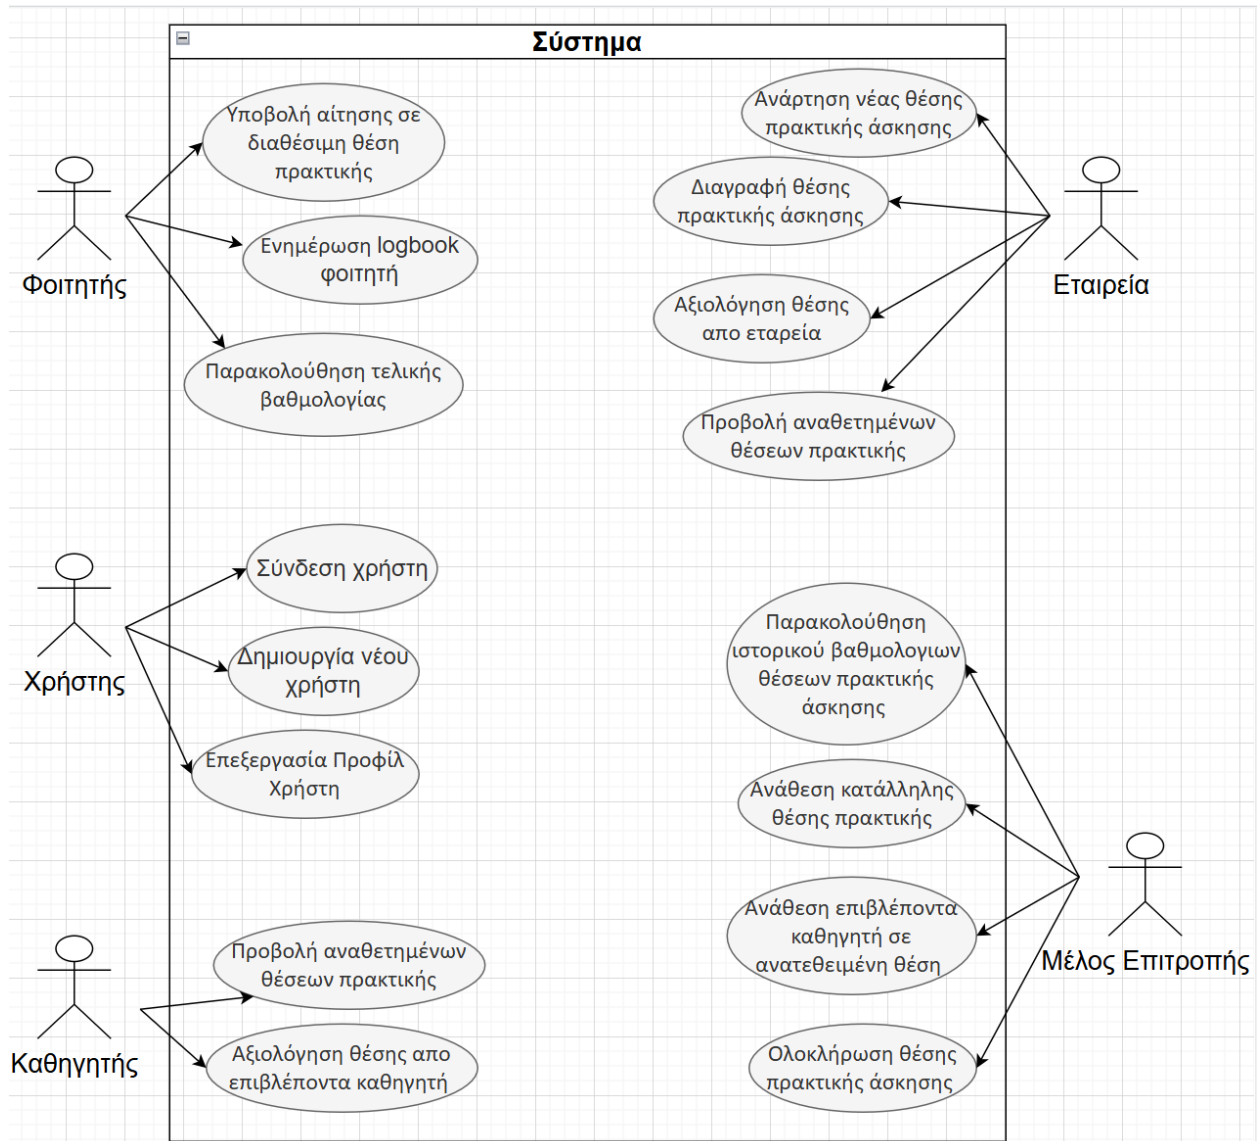 Σύστημα
Υποβολή αίτησης σε
διαθέσιμη θέση
πρακτικής
Ενημέρωση logbook
φοιτητή
Φοιτητής
Παρακολούθηση τελικής
βαθμολογίας
Ανάρτηση νέας θέσης
πρακτικής άσκησης
Διαγραφή θέσης
πρακτικής άσκησης
Εταιρεία
Αξιολόγηση θέσης
απο εταρεία
Προβολή αναθετημένων
θέσεων πρακτικής
Σύνδεση χρήστη
Δημιουργία νέου
χρήστη
Χρήστης
Επεξεργασία Προφίλ
Χρήστη
Παρακολούθηση
ιστορικού βαθμολογιων
θέσεων πρακτικής
άσκησης
Ανάθεση κατάλληλης
θέσης πρακτικής
Ανάθεση επιβλέποντα
καθηγητή σε
ανατεθειμένη θέση
Μέλος Επιτροπής
Προβολή αναθετημένων
θέσεων πρακτικής
Καθηγητής
Αξιολόγηση θέσης απο
επιβλέποντα καθηγητή
Ολοκλήρωση θέσης
πρακτικής άσκησης